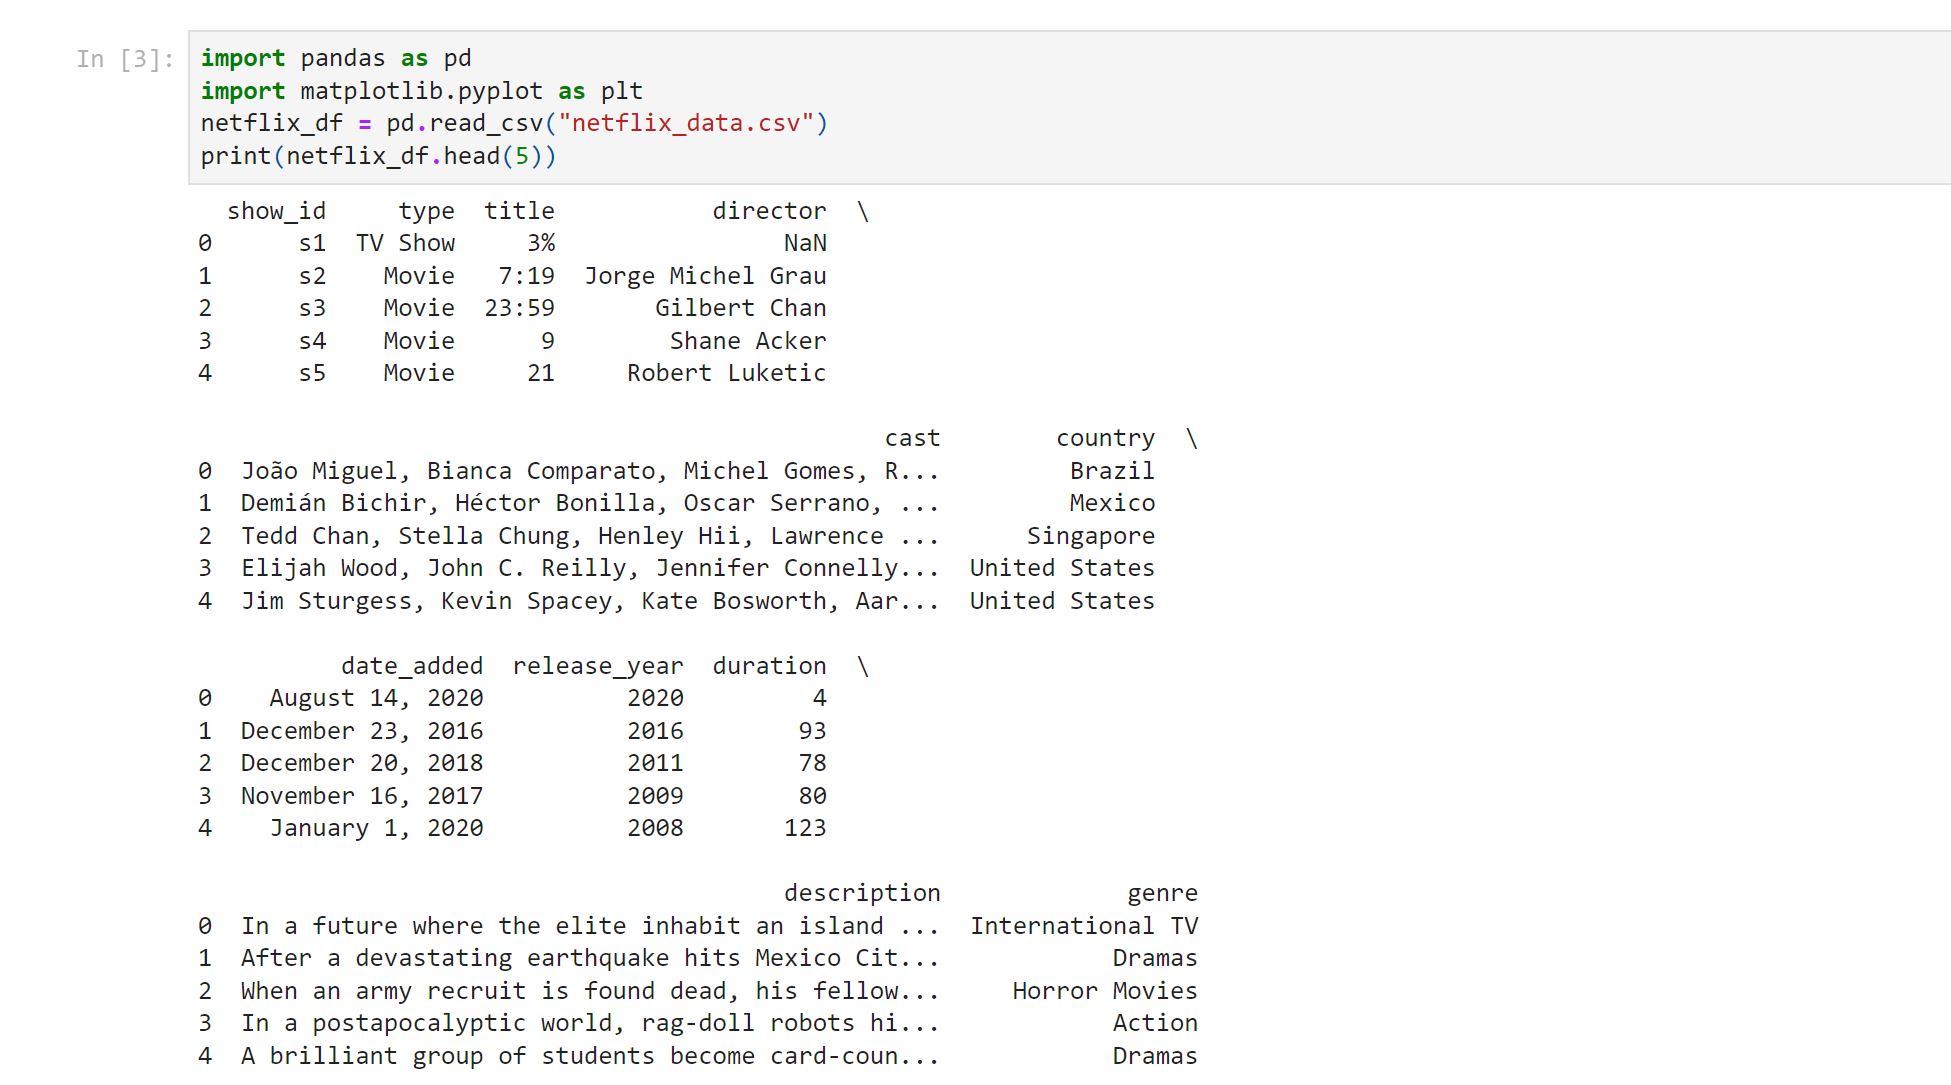 In [3]:
import pandas as pd
import matplotlib.pyplot as plt
netflix_df = pd.read_csv("netflix_data.csv")
print(netflix_df.head(5))
  show_id     type  title           director  \
0      s1  TV Show     3%                NaN
1      s2    Movie   7:19  Jorge Michel Grau
2      s3    Movie  23:59       Gilbert Chan
3      s4    Movie      9        Shane Acker
4      s5    Movie     21     Robert Luketic
                                                cast        country  \
0  João Miguel, Bianca Comparato, Michel Gomes, R...         Brazil
1  Demián Bichir, Héctor Bonilla, Oscar Serrano, ...         Mexico
2  Tedd Chan, Stella Chung, Henley Hii, Lawrence ...      Singapore
3  Elijah Wood, John C. Reilly, Jennifer Connelly...  United States
4  Jim Sturgess, Kevin Spacey, Kate Bosworth, Aar...  United States
          date_added  release_year  duration  \
0    August 14, 2020          2020         4
1  December 23, 2016          2016        93
2  December 20, 2018          2011        78
3  November 16, 2017          2009        80
4    January 1, 2020          2008       123
                                         description             genre
0  In a future where the elite inhabit an island ...  International TV
1  After a devastating earthquake hits Mexico Cit...            Dramas
2  When an army recruit is found dead, his fellow...     Horror Movies
3  In a postapocalyptic world, rag-doll robots hi...            Action
4  A brilliant group of students become card-coun...            Dramas